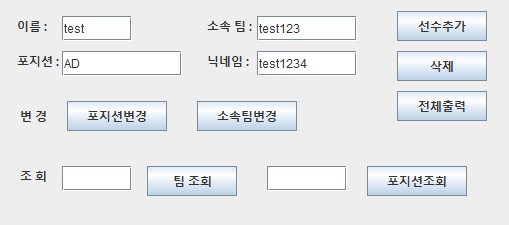 이름 : test 소속 팀 : test123 선수추가
포지션 : AD 닉네임 : test1234 삭제
전체출력
변 경 포지션변경 소속팀변경
조 회 팀 조회 포지션조회